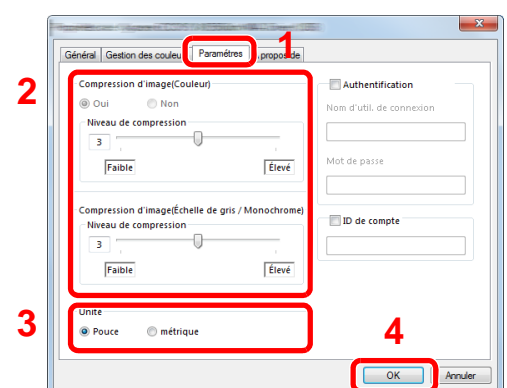 1
Général Gestion des couleu Paramètres propos de
2
Compression d'image(Couleur)
Oui Non
Niveau de compression
3
Faible Élevé
Compression d'image(Échelle de gris / Monochrome)
Niveau de compression
3
Faible Élevé
Authentification
Nom d'util. de connexion
Mot de passe
ID de compte
3
Unité
Pouce métrique
4
OK Annuler